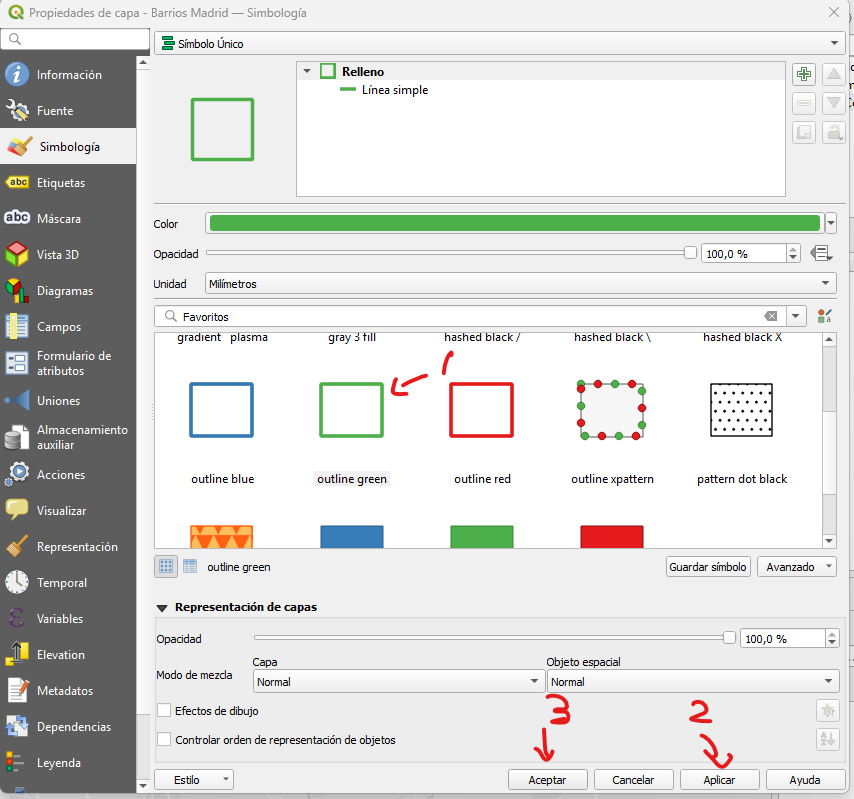 Propiedades de capa - Barrios Madrid — Simbología
Información
Fuente
Simbología
abc Etiquetas
abc Máscara
Vista 3D
Diagramas
Campos
Formulario de
atributos
Uniones
Almacenamiento
auxiliar
Acciones
Visualizar
Representación
Temporal
Variables
Elevation
Metadatos
Dependencias
Leyenda
Símbolo Único
Relleno
Línea simple
Color
Opacidad 100,0 %
Unidad Milímetros
Favoritos
gradient plasma gray 3 fill hashed black / hashed black \ hashed black X
1
outline blue outline green outline red outline xpattern pattern dot black
outline green Guardar símbolo Avanzado
Representación de capas
Opacidad 100,0 %
Capa Objeto espacial
Modo de mezcla Normal Normal
3 2
Efectos de dibujo
Controlar orden de representación de objetos
Estilo Aceptar Cancelar Aplicar Ayuda